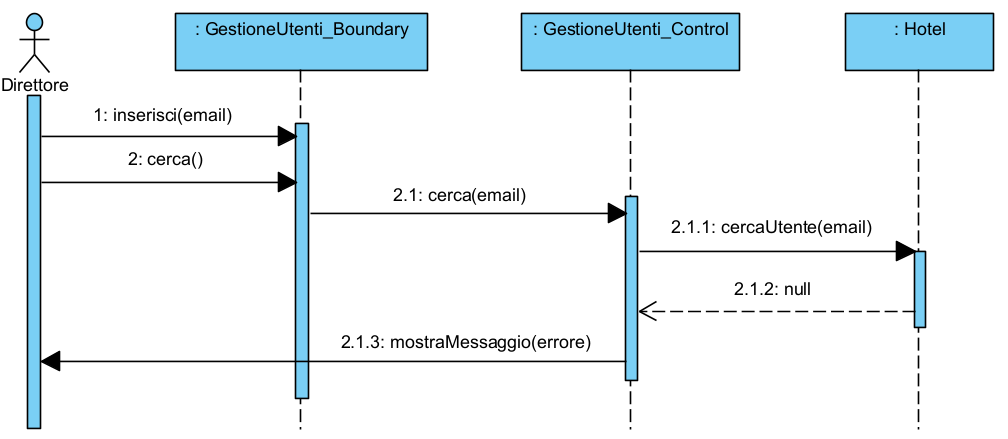 : GestioneUtenti_Boundary
: GestioneUtenti_Control
: Hotel
Direttore
1: inserisci(email)
2: cerca()
2.1: cerca(email)
2.1.1: cercaUtente(email)
2.1.2: null
2.1.3: mostraMessaggio(errore)